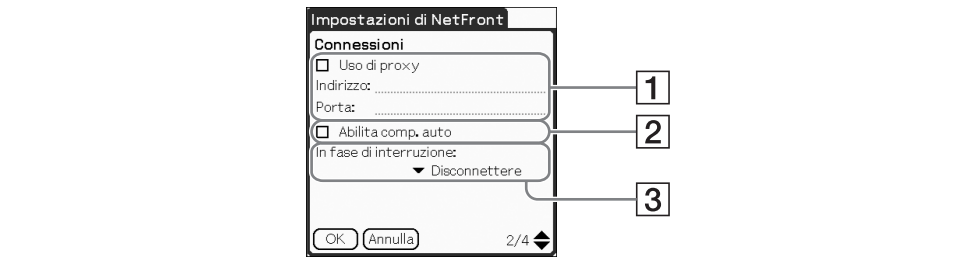 Impostazioni di NetFront
Connessioni
Uso di proxy
Indirizzo:
Porta:
1
Abilita comp. auto
2
In fase di interruzione:
Disconnettere
3
OK Annulla 2/4